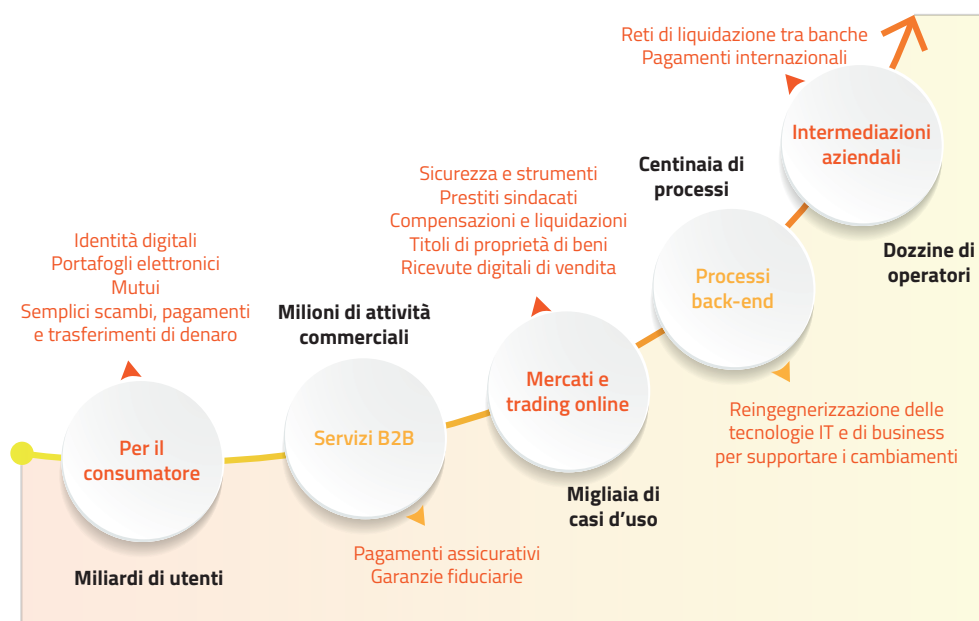 Identità digitali
Portafogli elettronici
Mutui
Semplici scambi, pagamenti
e trasferimenti di denaro
Per il
consumatore
Miliardi di utenti
Milioni di attività
commerciali
Servizi B2B
Pagamenti assicurativi
Garanzie fiduciarie
Sicurezza e strumenti
Prestiti sindacati
Compensazioni e liquidazioni
Titoli di proprietà di beni
Ricevute digitali di vendita
Mercati e
trading online
Migliaia di
casi d’uso
Centinaia di
processi
Processi
back-end
Reingegnerizzazione delle
tecnologie IT e di business
per supportare i cambiamenti
Reti di liquidazione tra banche
Pagamenti internazionali
Intermediazioni
aziendali
Dozzine di
operatori